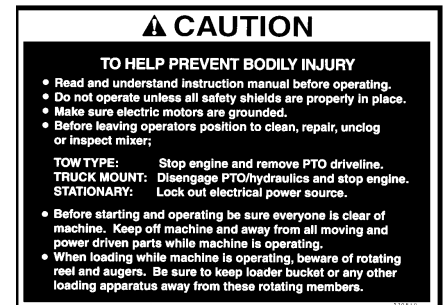 ⚠ CAUTION
TO HELP PREVENT BODILY INJURY
• Read and understand instruction manual before operating.
• Do not operate unless all safety shields are properly in place.
• Make sure electric motors are grounded.
• Before leaving operators position to clean, repair, unclog
or inspect mixer;
TOW TYPE: Stop engine and remove PTO driveline.
TRUCK MOUNT: Disengage PTO/hydraulics and stop engine.
STATIONARY: Lock out electrical power source.
• Before starting and operating be sure everyone is clear of
machine. Keep off machine and away from all moving and
power driven parts while machine is operating.
• When loading while machine is operating, beware of rotating
reel and augers. Be sure to keep loader bucket or any other
loading apparatus away from these rotating members.